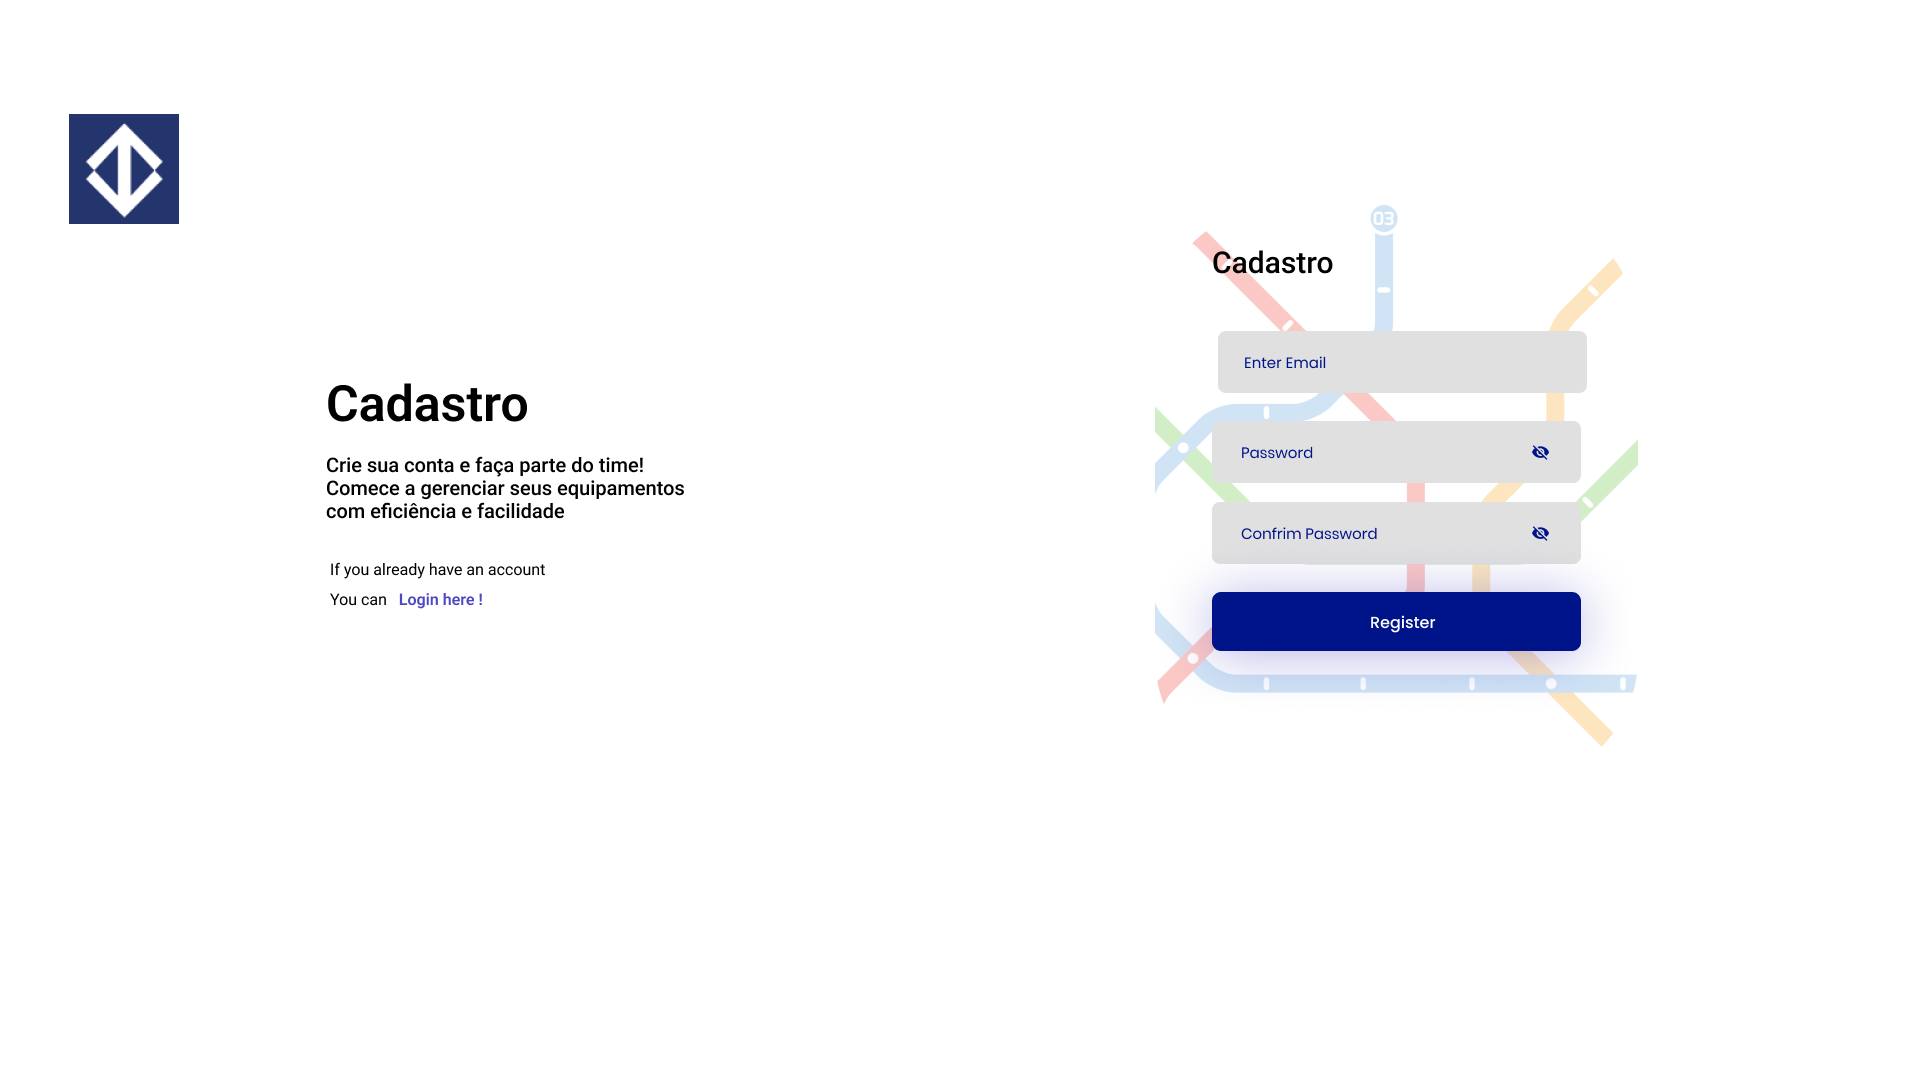 Cadastro
Crie sua conta e faça parte do time!
Comece a gerenciar seus equipamentos
com eficiência e facilidade
If you already have an account
You can Login here !
03
Cadastro
Enter Email
Password
Confrim Password
Register